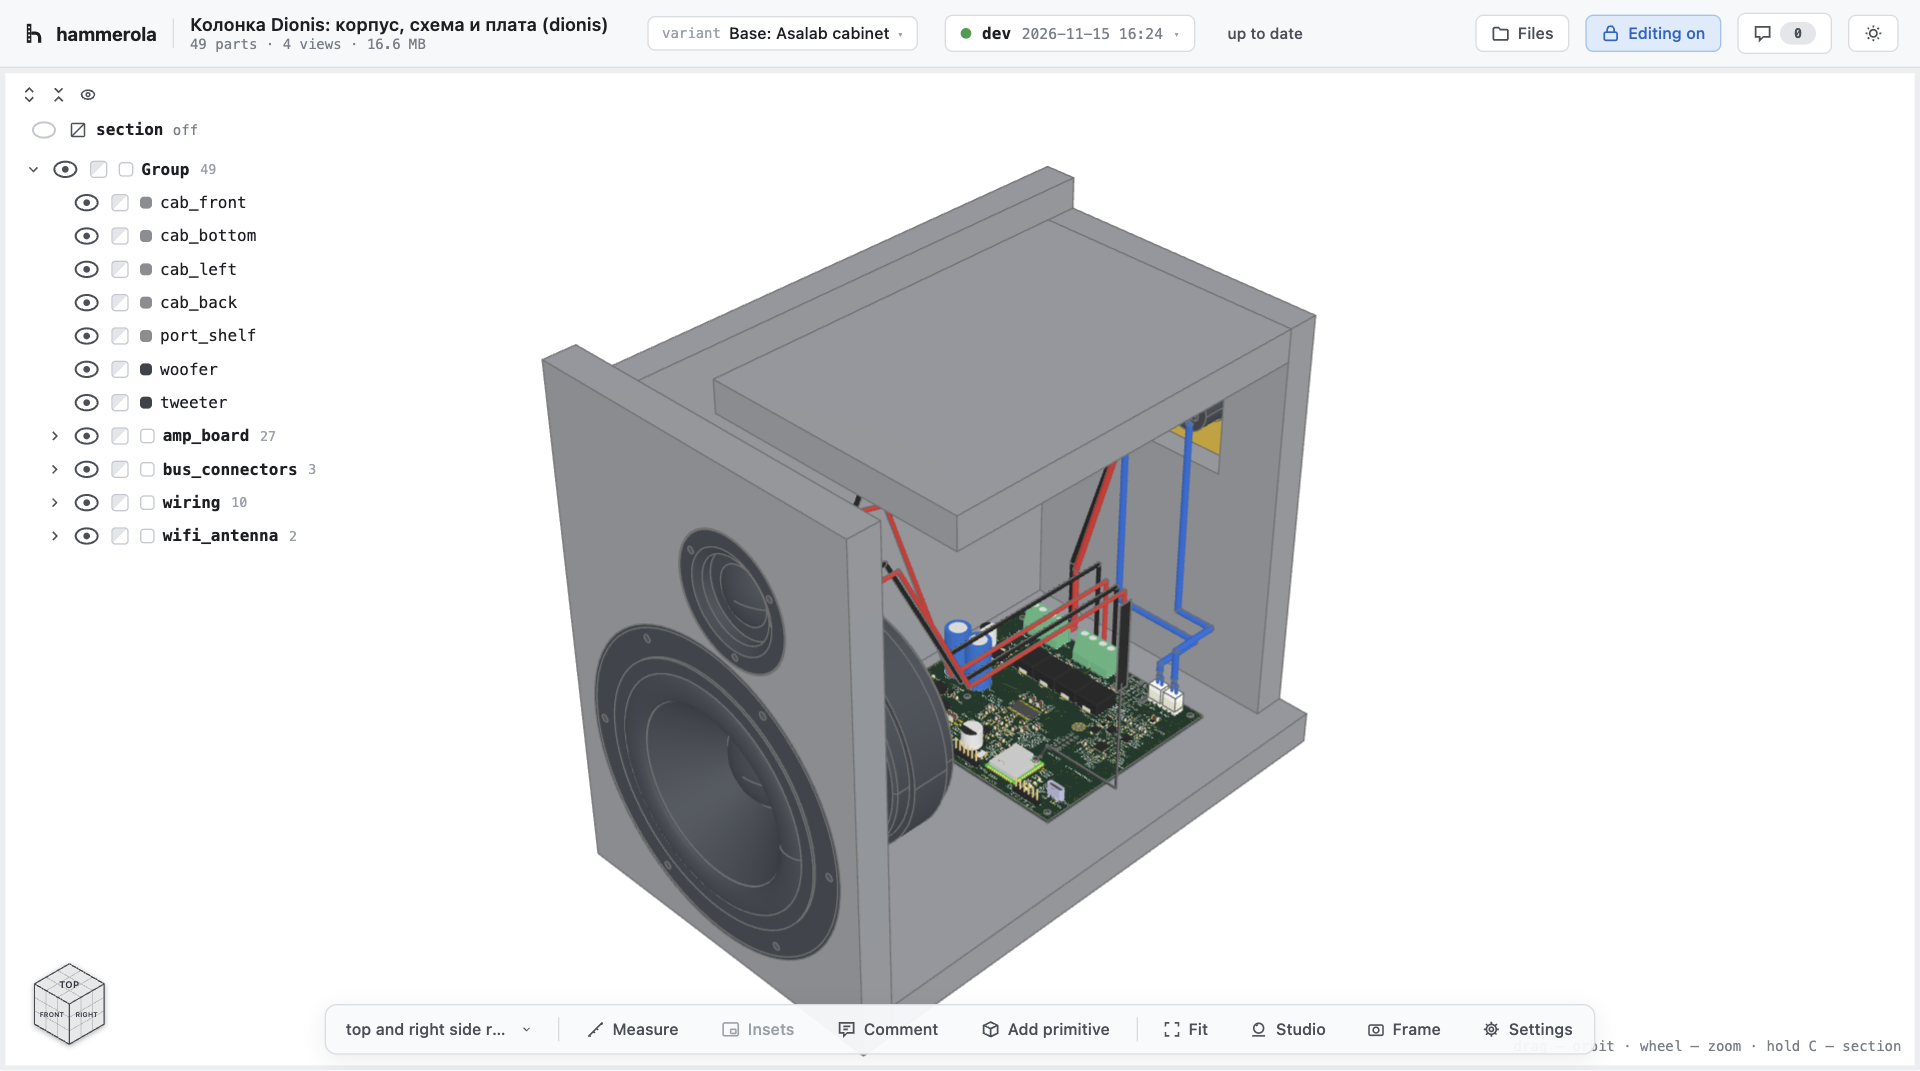 hammerola
Колонка Dionis: корпус, схема и плата (dionis)
49 parts · 4 views · 16.6 MB
variant Base: Asalab cabinet
dev 2026-11-15 16:24
up to date
Files
Editing on
0
section off
Group 49
cab_front
cab_bottom
cab_left
cab_back
port_shelf
woofer
tweeter
amp_board 27
bus_connectors 3
wiring 10
wifi_antenna 2
TOP
FRONT RIGHT
top and right side r...
Measure
Insets
Comment
Add primitive
Fit
Studio
Frame
Settings
wheel — zoom · hold C — section